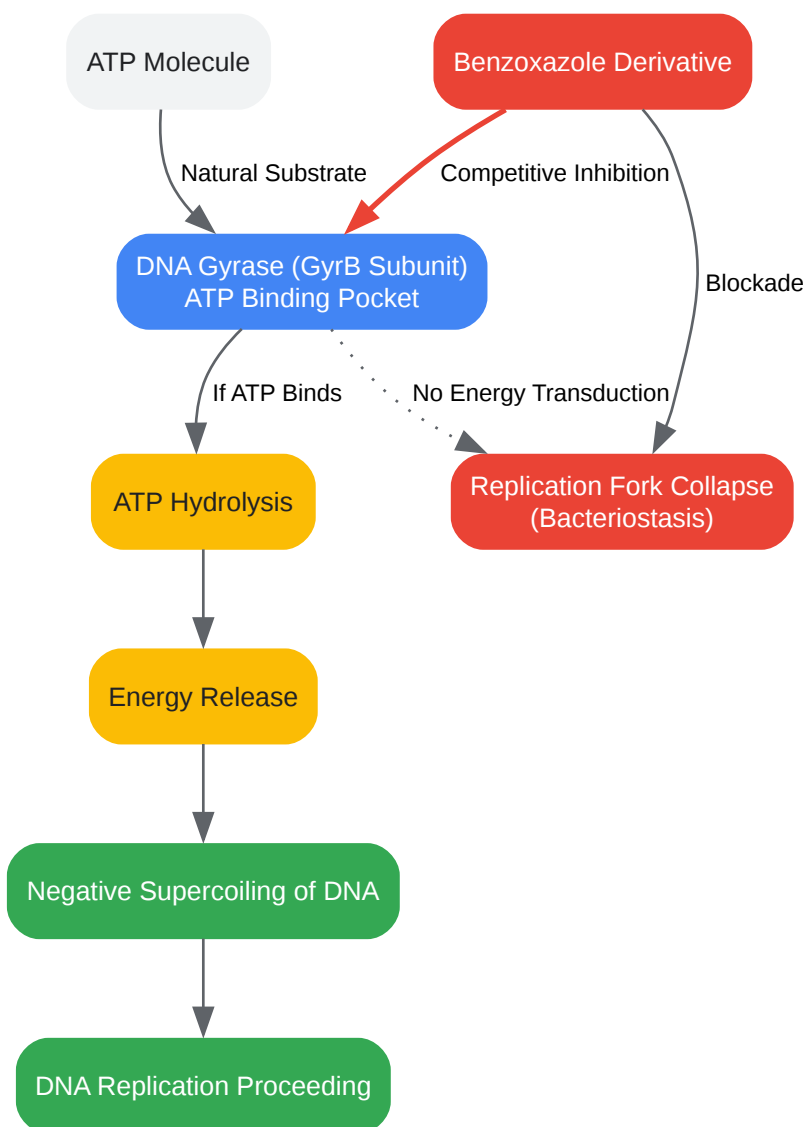 ATP Molecule
Benzoxazole Derivative
Natural Substrate
Competitive Inhibition
DNA Gyrase (GyrB Subunit)
ATP Binding Pocket
Blockade
If ATP Binds
No Energy Transduction
ATP Hydrolysis
Replication Fork Collapse
(Bacteriostasis)
Energy Release
Negative Supercoiling of DNA
DNA Replication Proceeding